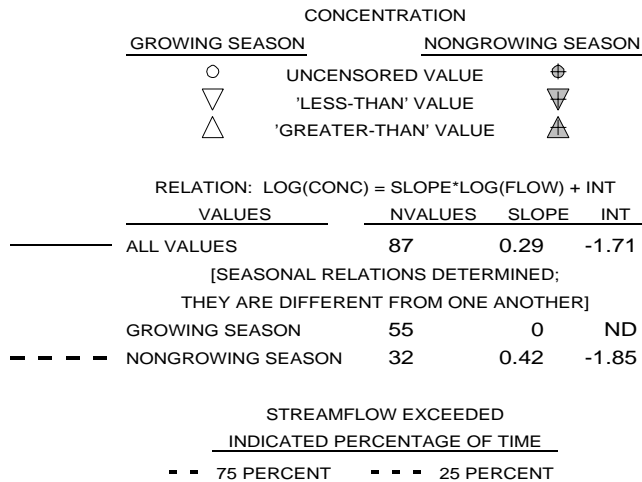 CONCENTRATION
GROWING SEASON NONGROWING SEASON
UNCENSORED VALUE
'LESS-THAN' VALUE
'GREATER-THAN' VALUE
RELATION: LOG(CONC) = SLOPE*LOG(FLOW) + INT
VALUES NVALUES SLOPE INT
ALL VALUES 87 0.29 -1.71
[SEASONAL RELATIONS DETERMINED;
THEY ARE DIFFERENT FROM ONE ANOTHER]
GROWING SEASON 55 0 ND
NONGROWING SEASON 32 0.42 -1.85
STREAMFLOW EXCEEDED
INDICATED PERCENTAGE OF TIME
75 PERCENT 25 PERCENT